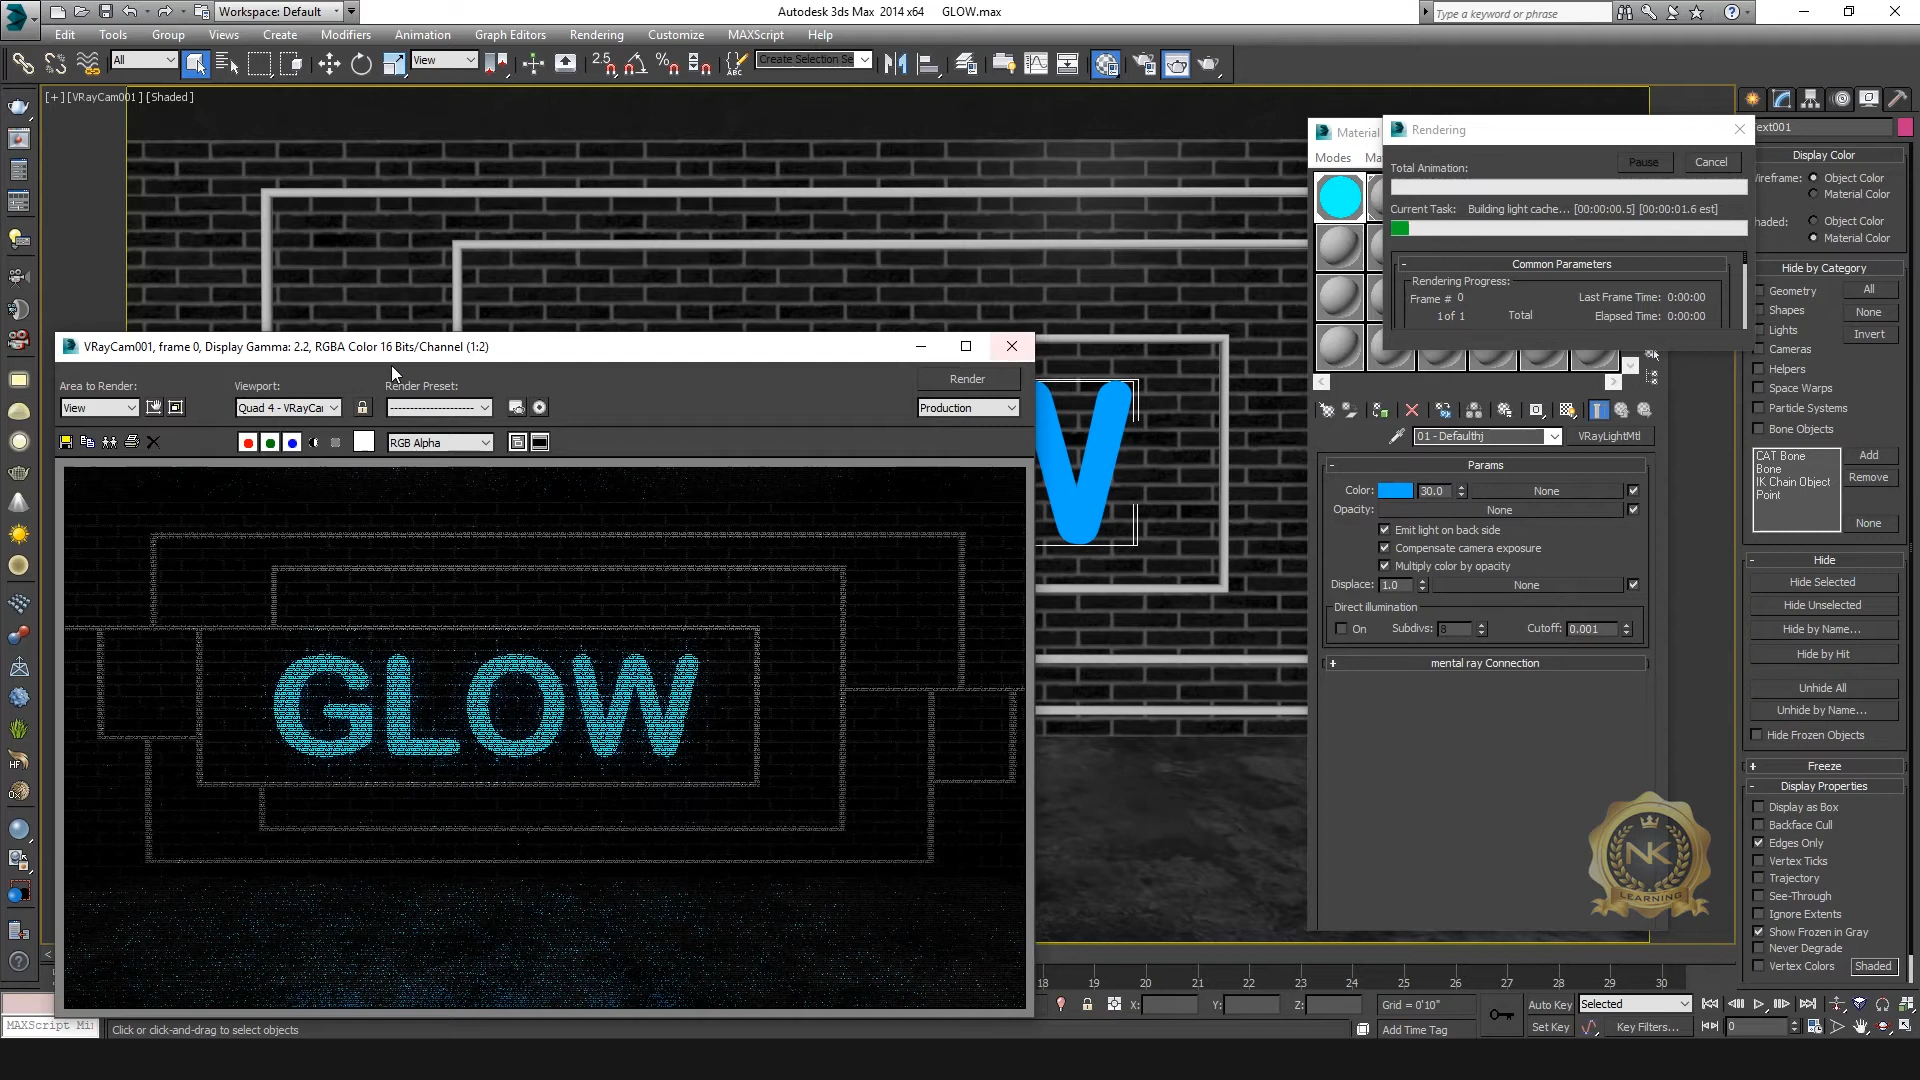 Workspace: Default
Autodesk 3ds Max 2014 x64 GLOW.max
Type a keyword or phrase
Edit Tools Group Views Create Modifiers Animation Graph Editors Rendering Customize MAXScript Help
All
View
2.5
Create Selection Se
[+] [VRayCam001] [Shaded]
Material
Modes
Rendering
Total Animation:
Pause
Cancel
Current Task: Building light cache... [00:00:00.5] [00:00:01.6 est]
Common Parameters
Rendering Progress:
Frame # 0
Last Frame Time: 0:00:00
1 of 1 Total
Elapsed Time: 0:00:00
ext001
Display Color
Wireframe:
Object Color
Material Color
haded:
Object Color
Material Color
Hide by Category
Geometry
Shapes
Lights
Cameras
Helpers
Space Warps
Particle Systems
Bone Objects
All
None
Invert
CAT Bone
Bone
IK Chain Object
Point
Add
Remove
None
Hide
Hide Selected
Hide Unselected
Hide by Name...
Hide by Hit
Unhide All
Unhide by Name...
Hide Frozen Objects
Freeze
Display Properties
Display as Box
Backface Cull
Edges Only
Vertex Ticks
Trajectory
See-Through
Ignore Extents
Show Frozen in Gray
Never Degrade
Vertex Colors
Shaded
VRayCam001, frame 0, Display Gamma: 2.2, RGBA Color 16 Bits/Channel (1:2)
Area to Render:
View
Viewport:
Quad 4 - VRayCar
Render Preset:
Render
Production
RGB Alpha
GLOW
W
01 - Defaulthj
VRayLightMtl
Params
Color: 30.0 None
Opacity: None
Emit light on back side
Compensate camera exposure
Multiply color by opacity
Displace: 1.0 None
Direct illumination
On Subdivs: 8 Cutoff: 0.001
mental ray Connection
NK
LEARNING
18 19 20 21 22 23 24 25 26 27 28 29 30
X: Y: Z: Grid = 0'10"
Auto Key
Selected
Add Time Tag
Set Key
Key Filters...
0
MAXScript Mi
Click or click-and-drag to select objects